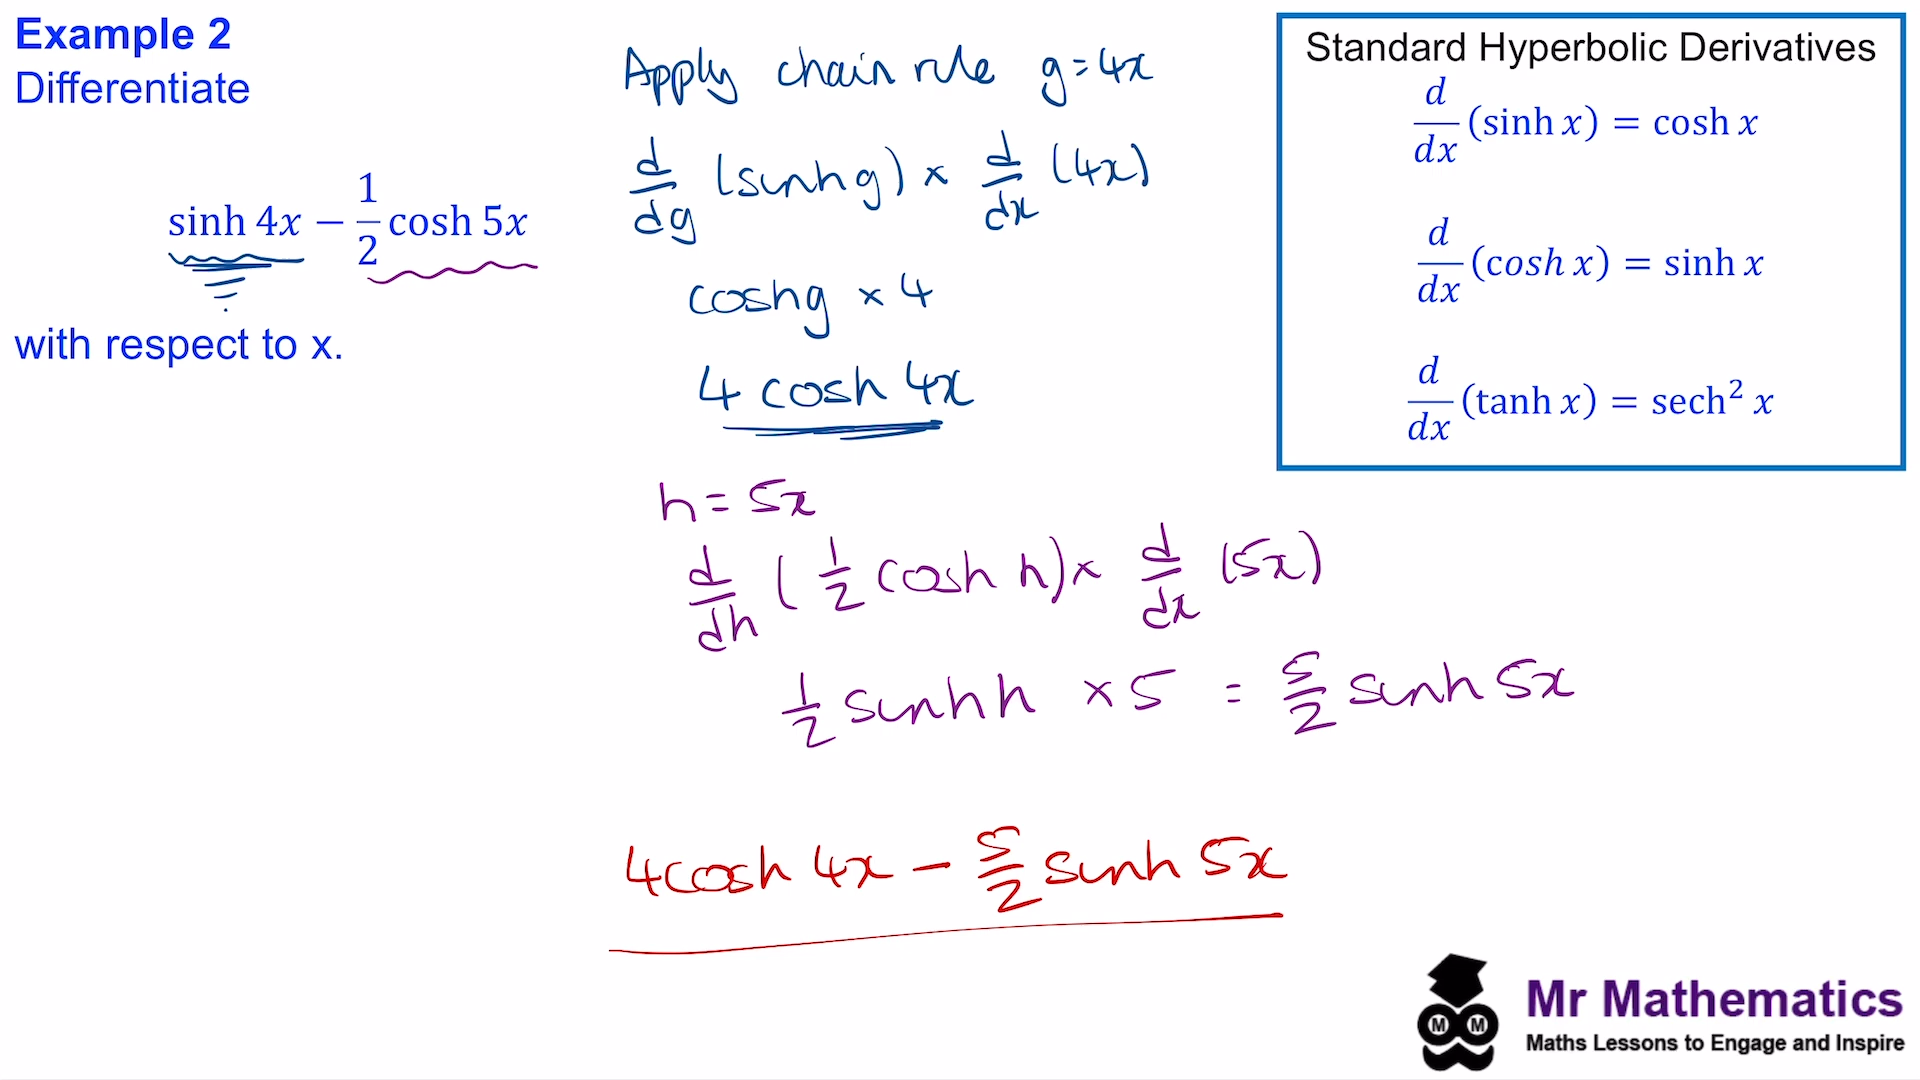 Example 2
Differentiate
sinh 4x − 1/2 cosh 5x
with respect to x.
Apply chain rule g=4x
d/dg (sinh g) × d/dx (4x)
cosh g × 4
4 cosh 4x
h = 5x
d/dh (1/2 cosh h) × d/dx (5x)
1/2 sinh h × 5 = 5/2 sinh 5x
4cosh 4x − 5/2 sinh 5x
Standard Hyperbolic Derivatives
d/dx (sinh x) = cosh x
d/dx (cosh x) = sinh x
d/dx (tanh x) = sech² x
M M
Mr Mathematics
Maths Lessons to Engage and Inspire